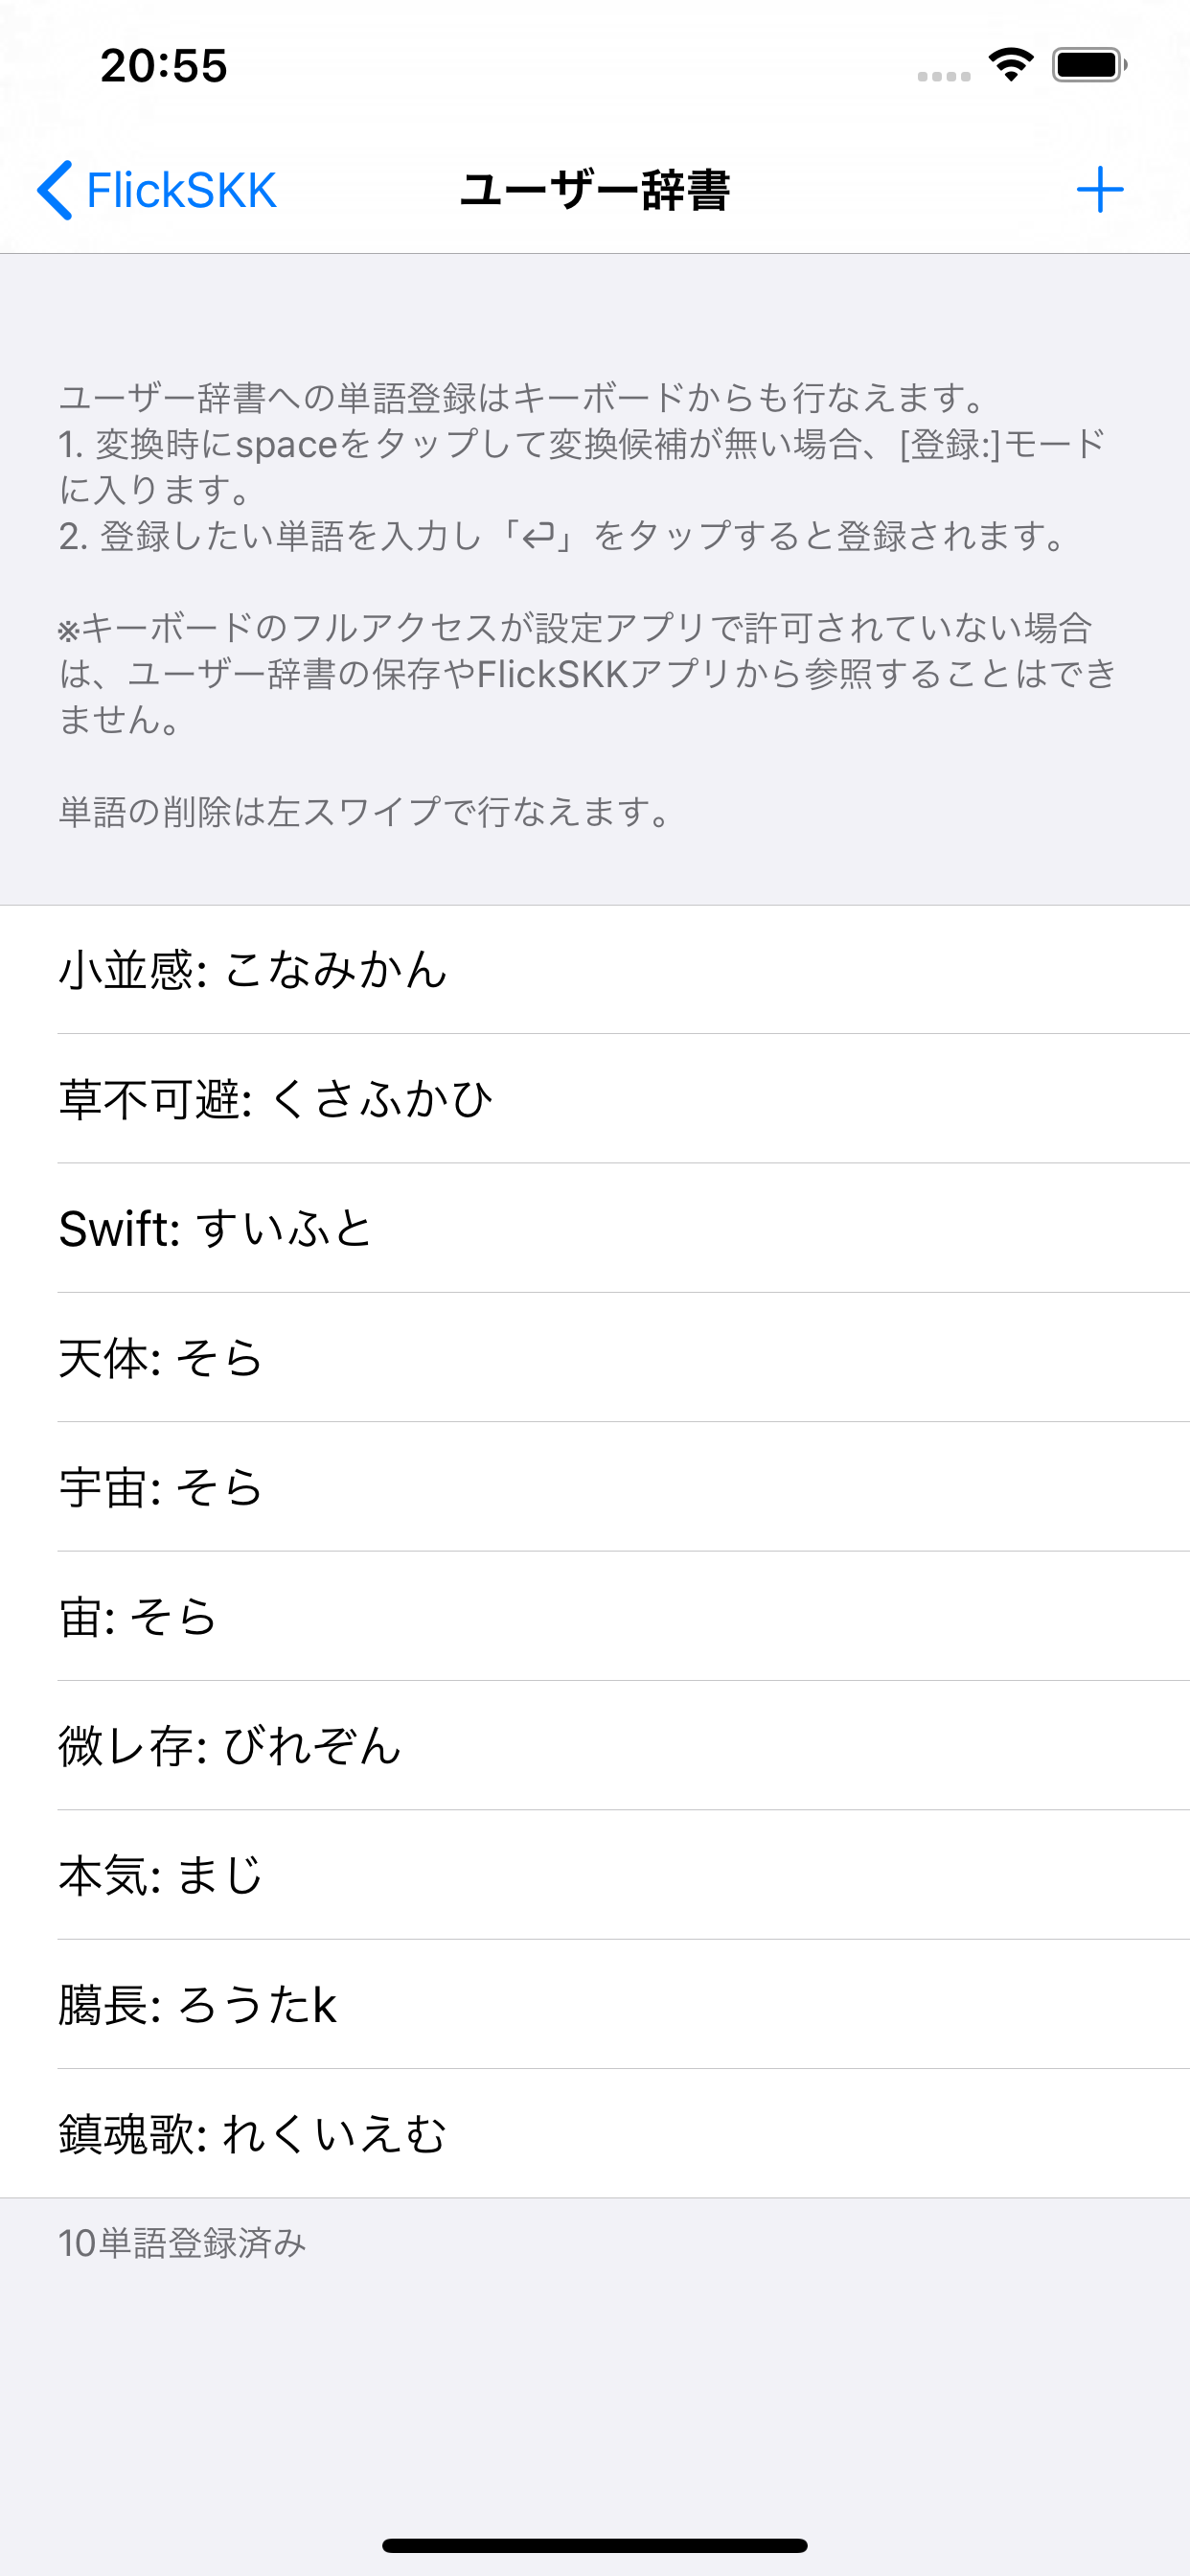 20:55
FlickSKK
ユーザー辞書
ユーザー辞書への単語登録はキーボードからも行なえます。
1. 変換時にspaceをタップして変換候補が無い場合、[登録:]モード
に入ります。
2. 登録したい単語を入力し「⏎」をタップすると登録されます。
※キーボードのフルアクセスが設定アプリで許可されていない場合
は、ユーザー辞書の保存やFlickSKKアプリから参照することはでき
ません。
単語の削除は左スワイプで行なえます。
小並感: こなみかん
草不可避: くさふかひ
Swift: すいふと
天体: そら
宇宙: そら
宙: そら
微レ存: びれぞん
本気: まじ
臈長: ろうたk
鎮魂歌: れくいえむ
10単語登録済み